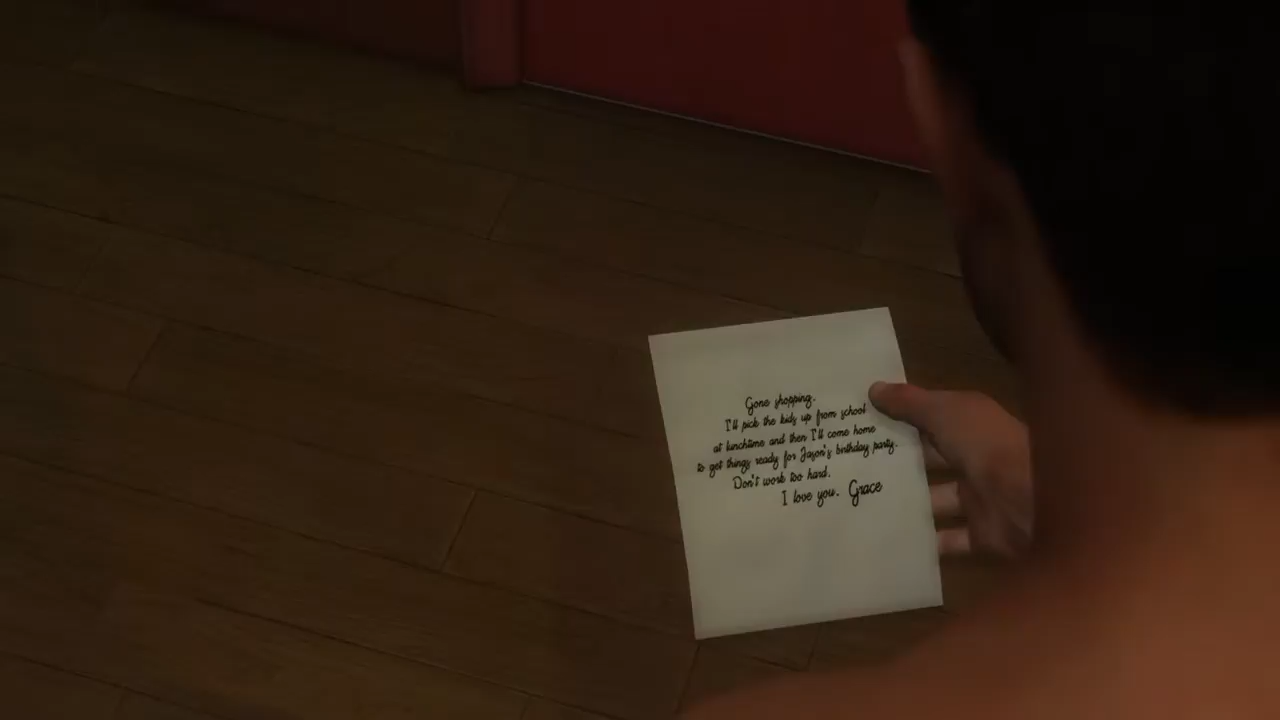 Gone shopping.
I'll pick the kids up from school
at lunchtime and then I'll come home
to get things ready for Jason's birthday party.
Don't work too hard.
I love you. Grace